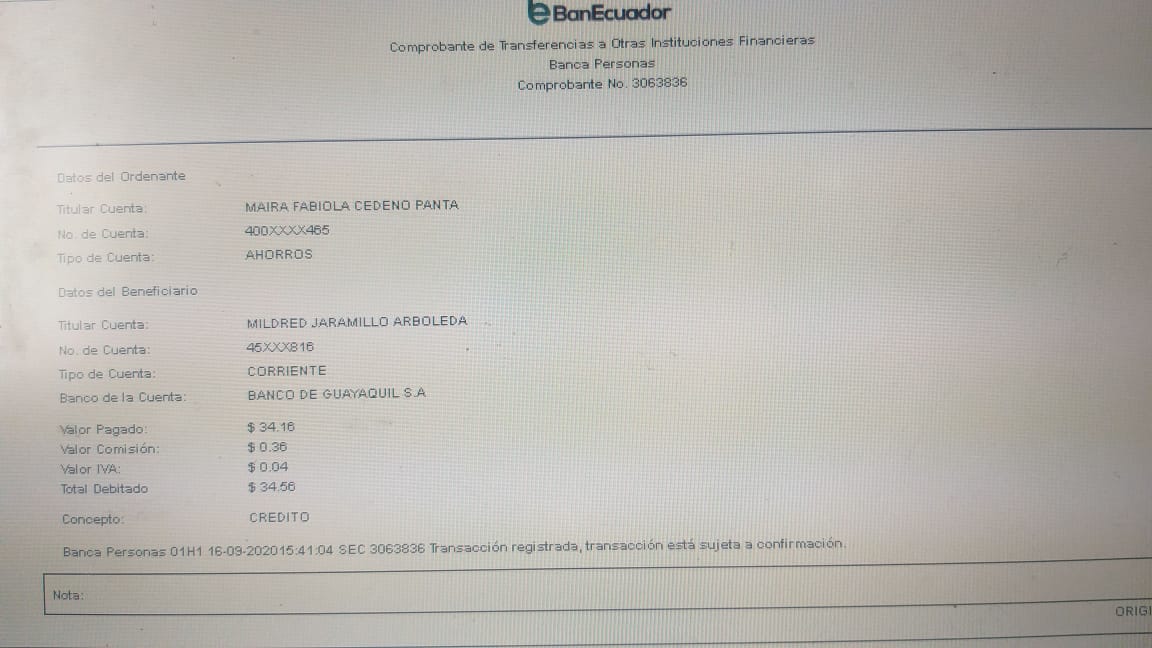 BanEcuador
Comprobante de Transferencias a Otras Instituciones Financieras
Banca Personas
Comprobante No. 3063836
Datos del Ordenante
Titular Cuenta: MAIRA FABIOLA CEDENO PANTA
No. de Cuenta: 400XXXX465
Tipo de Cuenta: AHORROS
Datos del Beneficiario
Titular Cuenta: MILDRED JARAMILLO ARBOLEDA
No. de Cuenta: 45XXX816
Tipo de Cuenta: CORRIENTE
Banco de la Cuenta: BANCO DE GUAYAQUIL S.A
Valor Pagado: $ 34.16
Valor Comisión: $ 0.36
Valor IVA: $ 0.04
Total Debitado $ 34.56
Concepto: CREDITO
Banca Personas 01H1 16-09-202015:41:04 SEC 3063836 Transacción registrada, transacción está sujeta a confirmación.
Nota:
ORIGI